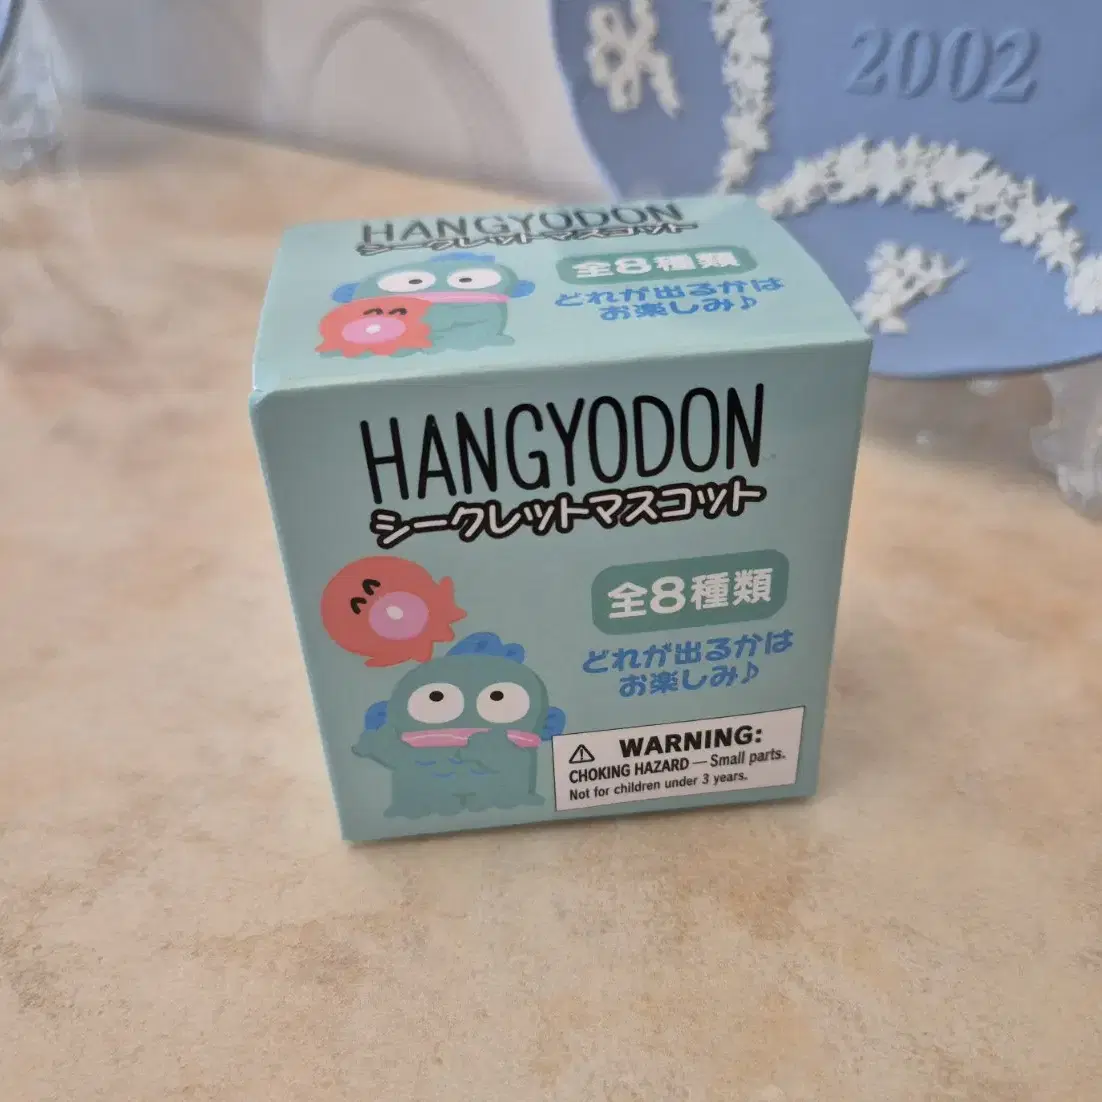 2002
HANGYODON
シークレットマスコット
全8種類
どれが出るかは
お楽しみ♪
HANGYODON
シークレットマスコット
全8種類
どれが出るかは
お楽しみ♪
⚠ WARNING:
CHOKING HAZARD — Small parts.
Not for children under 3 years.